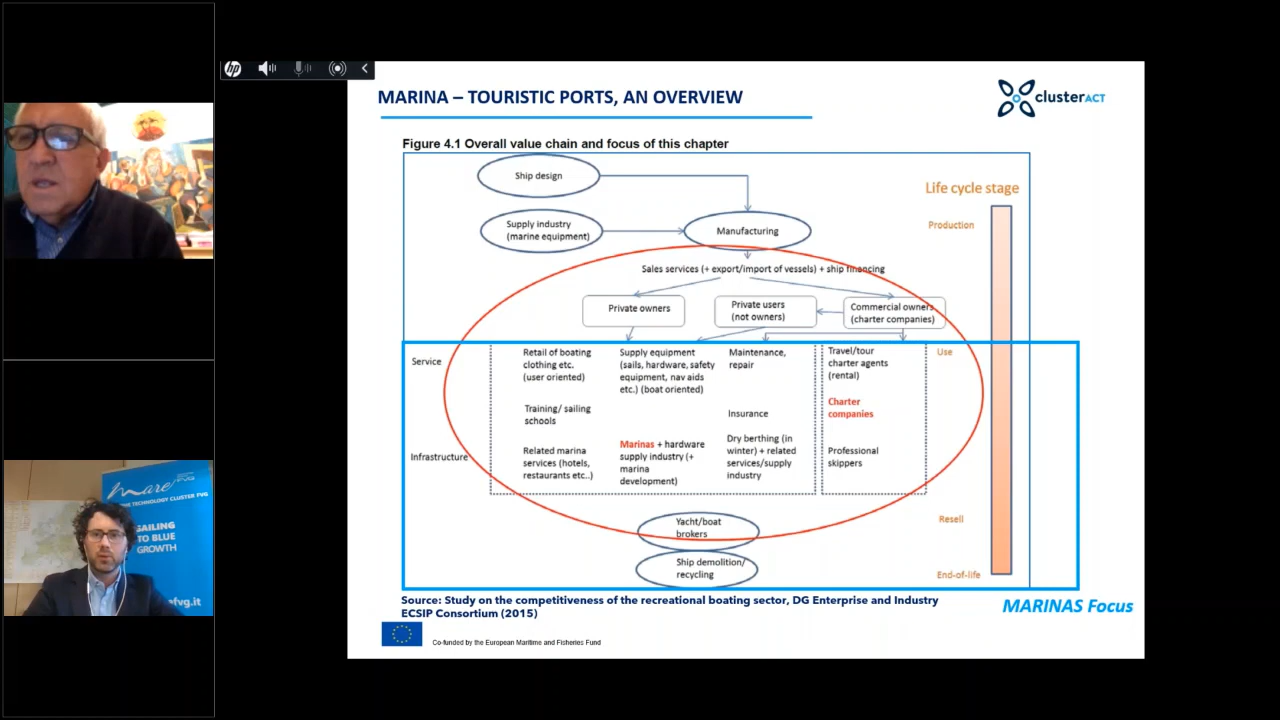 hp
MARINA – TOURISTIC PORTS, AN OVERVIEW
clusterACT
Figure 4.1 Overall value chain and focus of this chapter
Ship design
Life cycle stage
Supply industry
(marine equipment)
Manufacturing
Production
Sales services (+ export/import of vessels) + ship financing
Private owners
Private users
(not owners)
Commercial owners
(charter companies)
Service
Retail of boating
clothing etc.
(user oriented)
Supply equipment
(sails, hardware, safety
equipment, nav aids
etc.) (boat oriented)
Maintenance,
repair
Travel/tour
charter agents
(rental)
Use
Charter
companies
Training/ sailing
schools
Insurance
Infrastructure
Related marina
services (hotels,
restaurants etc..)
Marinas + hardware
supply industry (+
marina
development)
Dry berthing (in
winter) + related
services/supply
industry
Professional
skippers
Yacht/boat
brokers
Resell
Ship demolition/
recycling
End-of-life
Source: Study on the competitiveness of the recreational boating sector, DG Enterprise and Industry
ECSIP Consortium (2015)
MARINAS Focus
Co-funded by the European Maritime and Fisheries Fund
mare FVG
TECHNOLOGY CLUSTER FVG
SAILING
TO BLUE
GROWTH
efvg.it